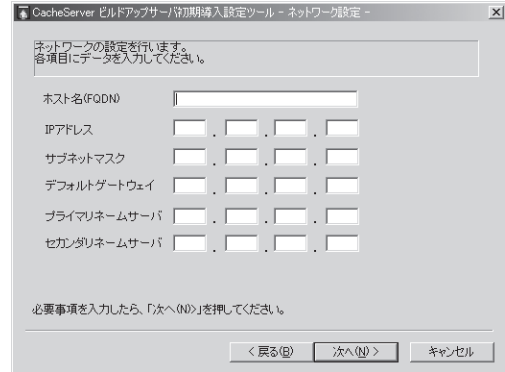 CacheServer ビルドアップサーバ初期導入設定ツール - ネットワーク設定 -
ネットワークの設定を行います。
各項目にデータを入力してください。
ホスト名(FQDN)
IPアドレス
サブネットマスク
デフォルトゲートウェイ
プライマリネームサーバ
セカンダリネームサーバ
必要事項を入力したら、「次へ(N)>」を押してください。
< 戻る(B) 次へ(N) > キャンセル